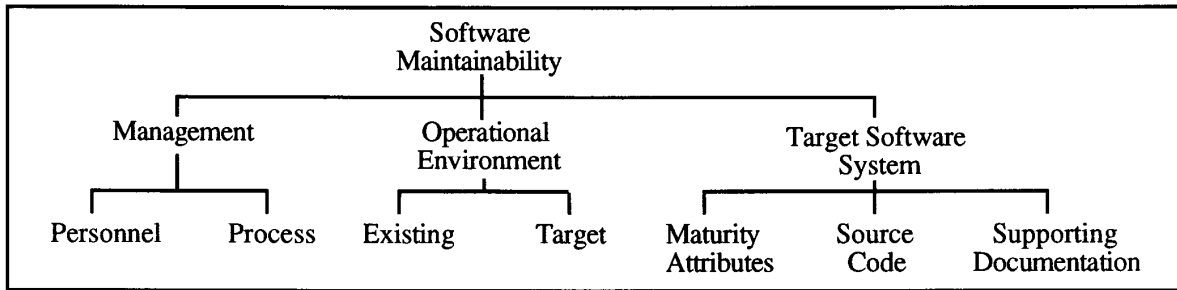 Software
Maintainability
Management
Operational
Environment
Target Software
System
Personnel
Process
Existing
Target
Maturity
Attributes
Source
Code
Supporting
Documentation